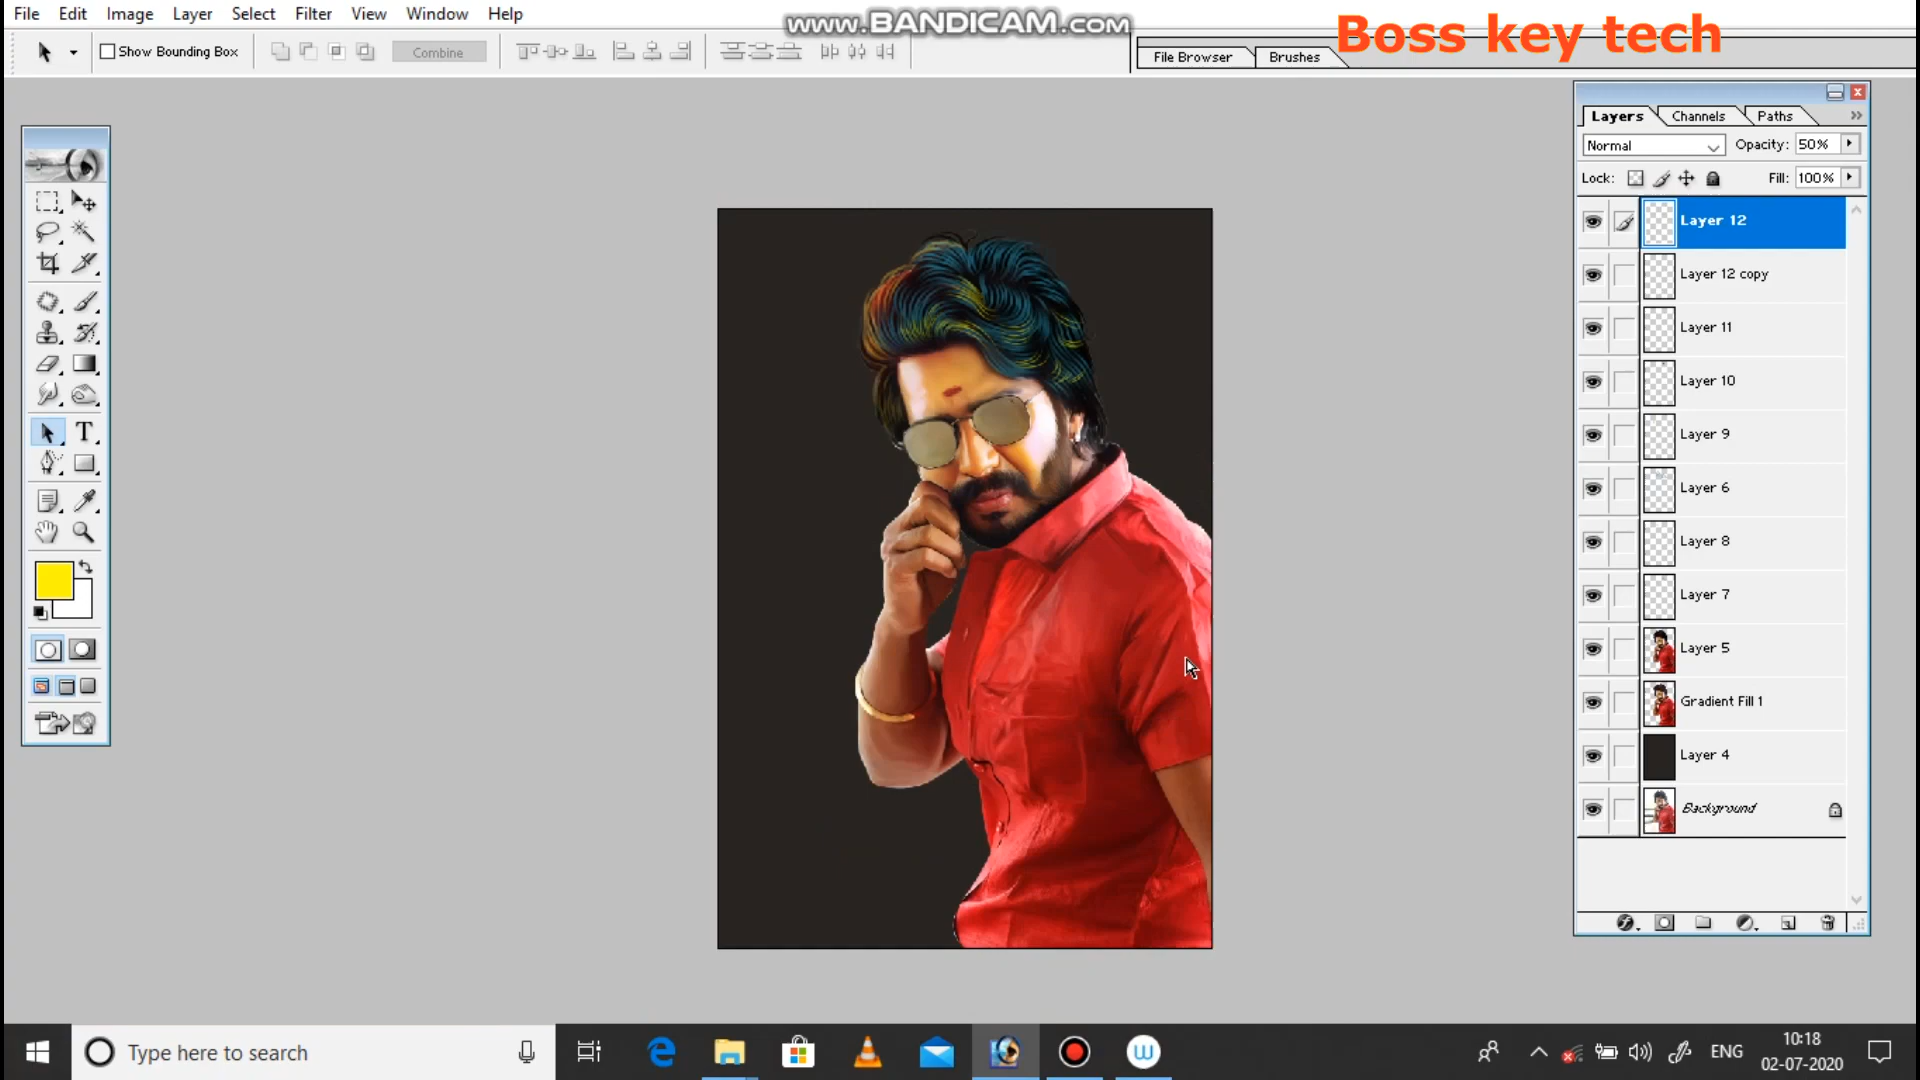 File Edit Image Layer Select Filter View Window Help
www.BANDICAM.com
Boss key tech
Show Bounding Box
Combine
File Browser
Brushes
Layers Channels Paths
Normal Opacity: 50%
Lock: Fill: 100%
Layer 12
Layer 12 copy
Layer 11
Layer 10
Layer 9
Layer 6
Layer 8
Layer 7
Layer 5
Gradient Fill 1
Layer 4
Background
T
Type here to search
ENG
10:18
02-07-2020